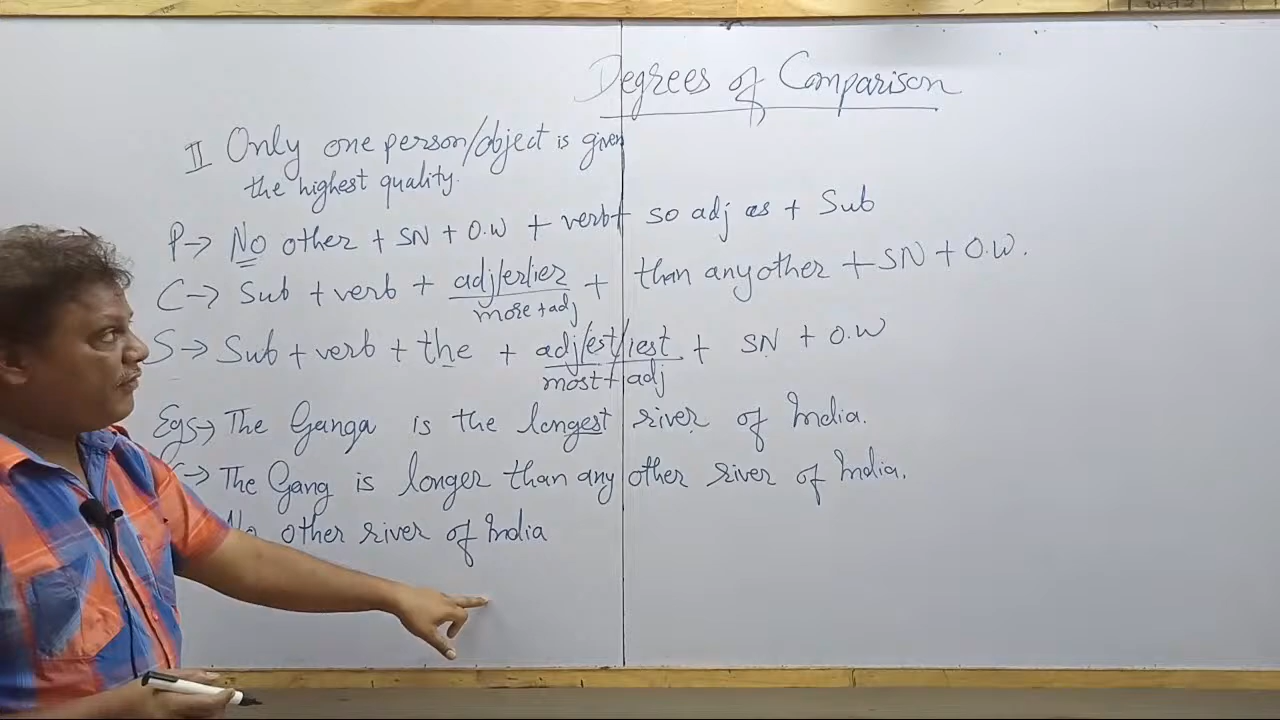 Degrees of Comparison
II Only one person/object is given
the highest quality.
P→ No other + SN + O.W + verb+ so adj as + Sub
C→ Sub + verb + adj/er/ier + than any other + SN + O.W.
more + adj
S→ Sub + verb + the + adj/est/iest + SN + O.W
most + adj
Egs→ The Ganga is the longest river of India.
C→ The Gang is longer than any other river of India.
No other river of India